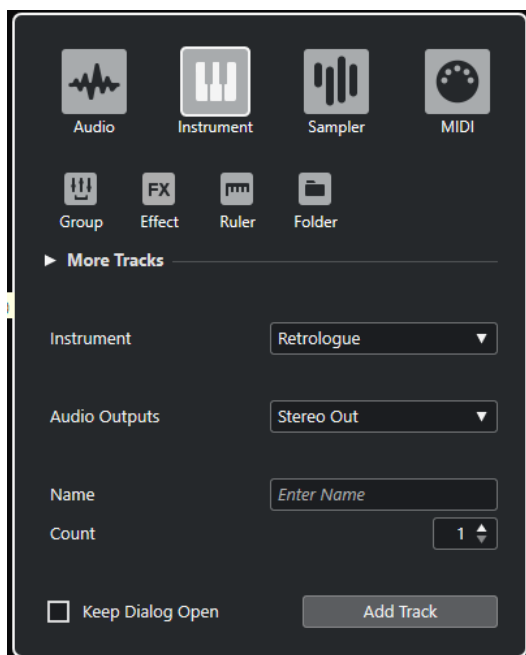 Audio Instrument Sampler MIDI
FX
Group Effect Ruler Folder
More Tracks
Instrument Retrologue
Audio Outputs Stereo Out
Name Enter Name
Count 1
Keep Dialog Open Add Track